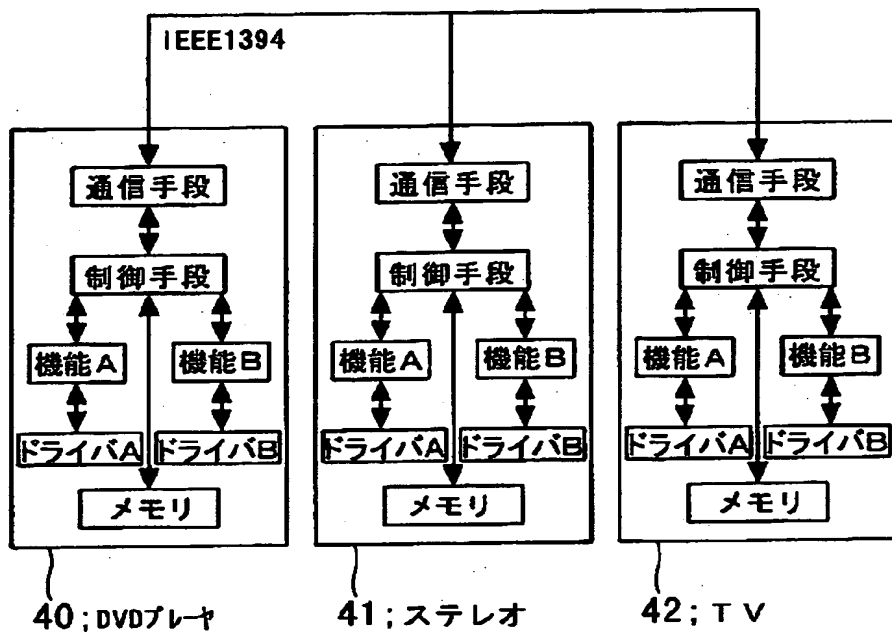 IEEE1394
通信手段 通信手段 通信手段
制御手段 制御手段 制御手段
機能A 機能B 機能A 機能B 機能A 機能B
ドライバA ドライバB ドライバA ドライバB ドライバA ドライバB
メモリ メモリ メモリ
40;DVDプレーヤ 41;ステレオ 42;TV